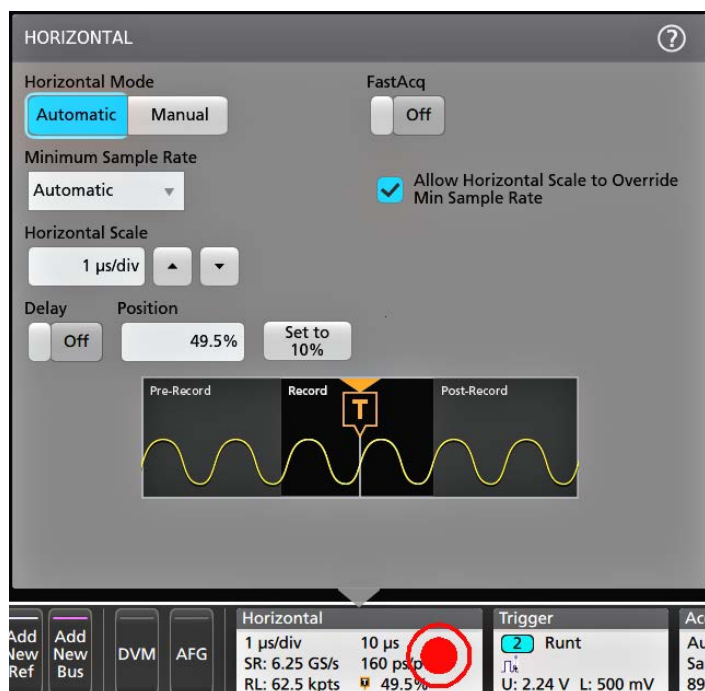 HORIZONTAL ?
Horizontal Mode FastAcq
Automatic Manual Off
Minimum Sample Rate
Automatic
Allow Horizontal Scale to Override
Min Sample Rate
Horizontal Scale
1 µs/div
Delay Position
Off 49.5% Set to
10%
Pre-Record Record Post-Record
T
Horizontal Trigger
Add Add 1 µs/div 10 µs 2 Runt
New New DVM AFG SR: 6.25 GS/s 160
Ref Bus RL: 62.5 kpts 49.5% U: 2.24 V L: 500 mV